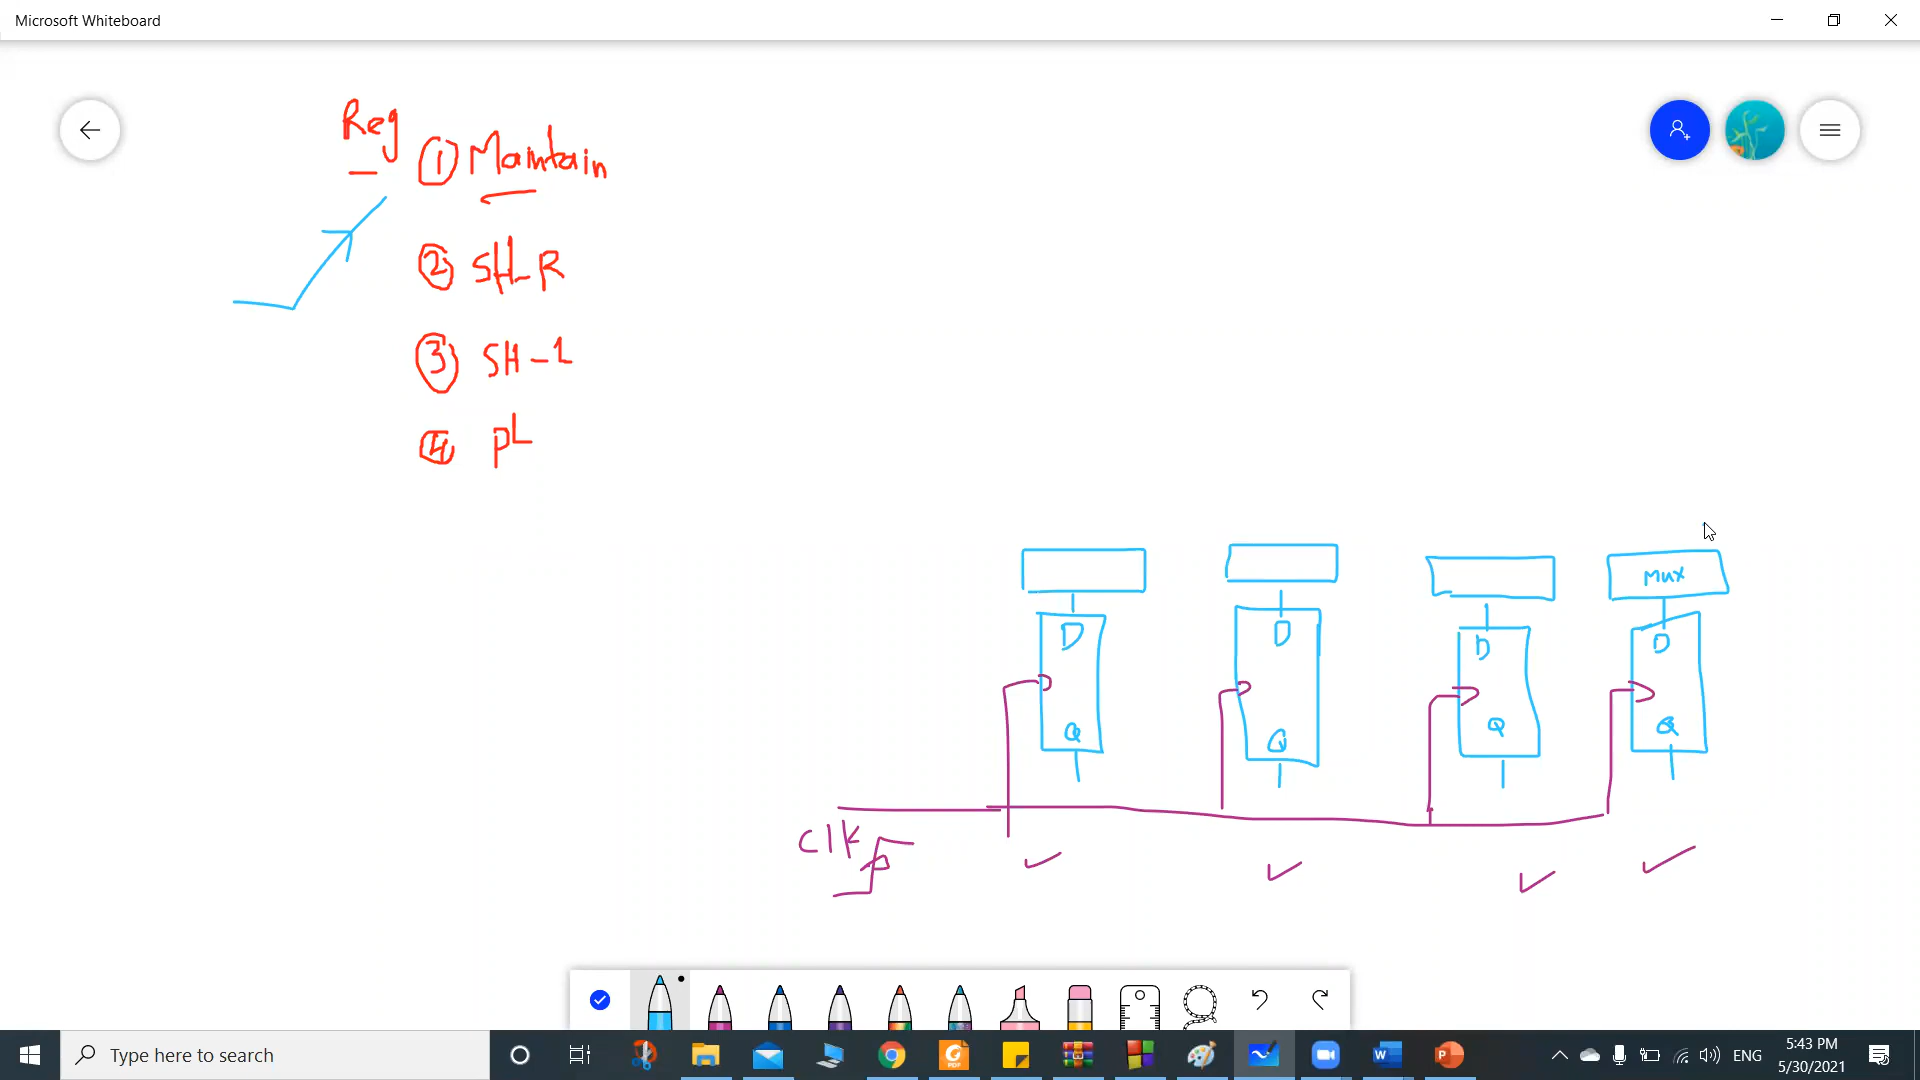 Microsoft Whiteboard
Reg
① Maintain
② SH-R
③ SH-L
④ PL
Mux
D D D D
Q Q Q Q
Clk
Type here to search
ENG
5:43 PM
5/30/2021